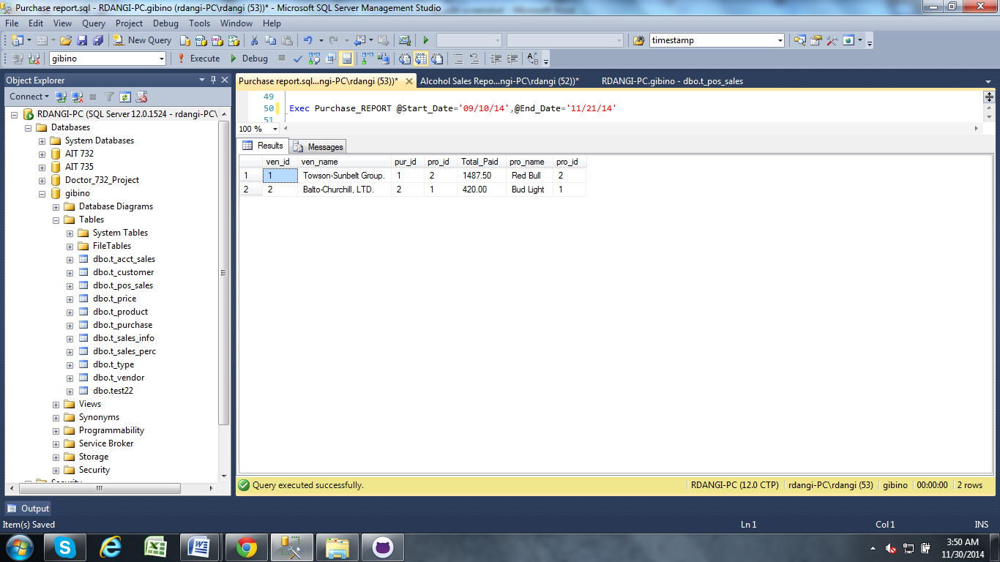 Purchase report.sql - RDANGI-PC.gibino (rdangi-PC\rdangi (53))* - Microsoft SQL Server Management Studio
File Edit View Query Project Debug Tools Window Help
New Query timestamp
gibino Execute Debug
Object Explorer
Connect
RDANGI-PC (SQL Server 12.0.1524 - rdangi-PC\
Databases
System Databases
AIT 732
AIT 735
Doctor_732_Project
gibino
Database Diagrams
Tables
System Tables
FileTables
dbo.t_acct_sales
dbo.t_customer
dbo.t_pos_sales
dbo.t_price
dbo.t_product
dbo.t_purchase
dbo.t_sales_info
dbo.t_sales_perc
dbo.t_type
dbo.t_vendor
dbo.test22
Views
Synonyms
Programmability
Service Broker
Storage
Security
Security
Purchase report.sql...ngi-PC\rdangi (53))* Alcohol Sales Repo...ngi-PC\rdangi (52))* RDANGI-PC.gibino - dbo.t_pos_sales
49
50 Exec Purchase_REPORT @Start_Date='09/10/14',@End_Date='11/21/14'
51
100 %
Results Messages
ven_id ven_name pur_id pro_id Total_Paid pro_name pro_id
1 1 Towson-Sunbelt Group. 1 2 1487.50 Red Bull 2
2 2 Balto-Churchill, LTD. 2 1 420.00 Bud Light 1
Query executed successfully. RDANGI-PC (12.0 CTP) rdangi-PC\rdangi (53) gibino 00:00:00 2 rows
Output
Item(s) Saved Ln 1 Col 1 INS
3:50 AM
11/30/2014